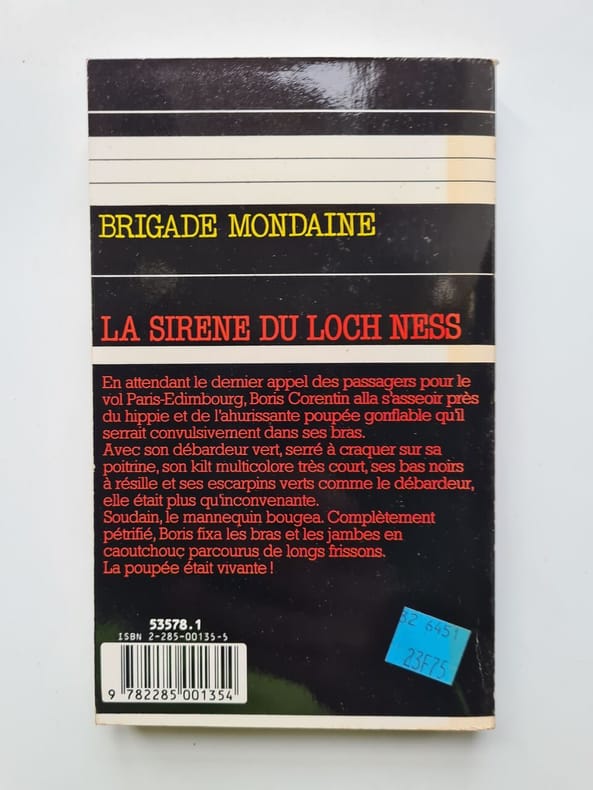 BRIGADE MONDAINE
LA SIRENE DU LOCH NESS
En attendant le dernier appel des passagers pour le
vol Paris-Edimbourg, Boris Corentin alla s'asseoir près
du hippie et de l'ahurissante poupée gonflable qu'il
serrait convulsivement dans ses bras.
Avec son débardeur vert, serré à craquer sur sa
poitrine, son kilt multicolore très court, ses bas noirs
à résille et ses escarpins verts comme le débardeur,
elle était plus qu'inconvenante.
Soudain, le mannequin bougea. Complètement
pétrifié, Boris fixa les bras et les jambes en
caoutchouç parcourus de longs frissons.
La poupée était vivante !
53578.1
ISBN 2-285-00135-5
9 782285 001354
32 6451
23F75